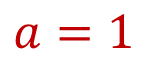 a = 1